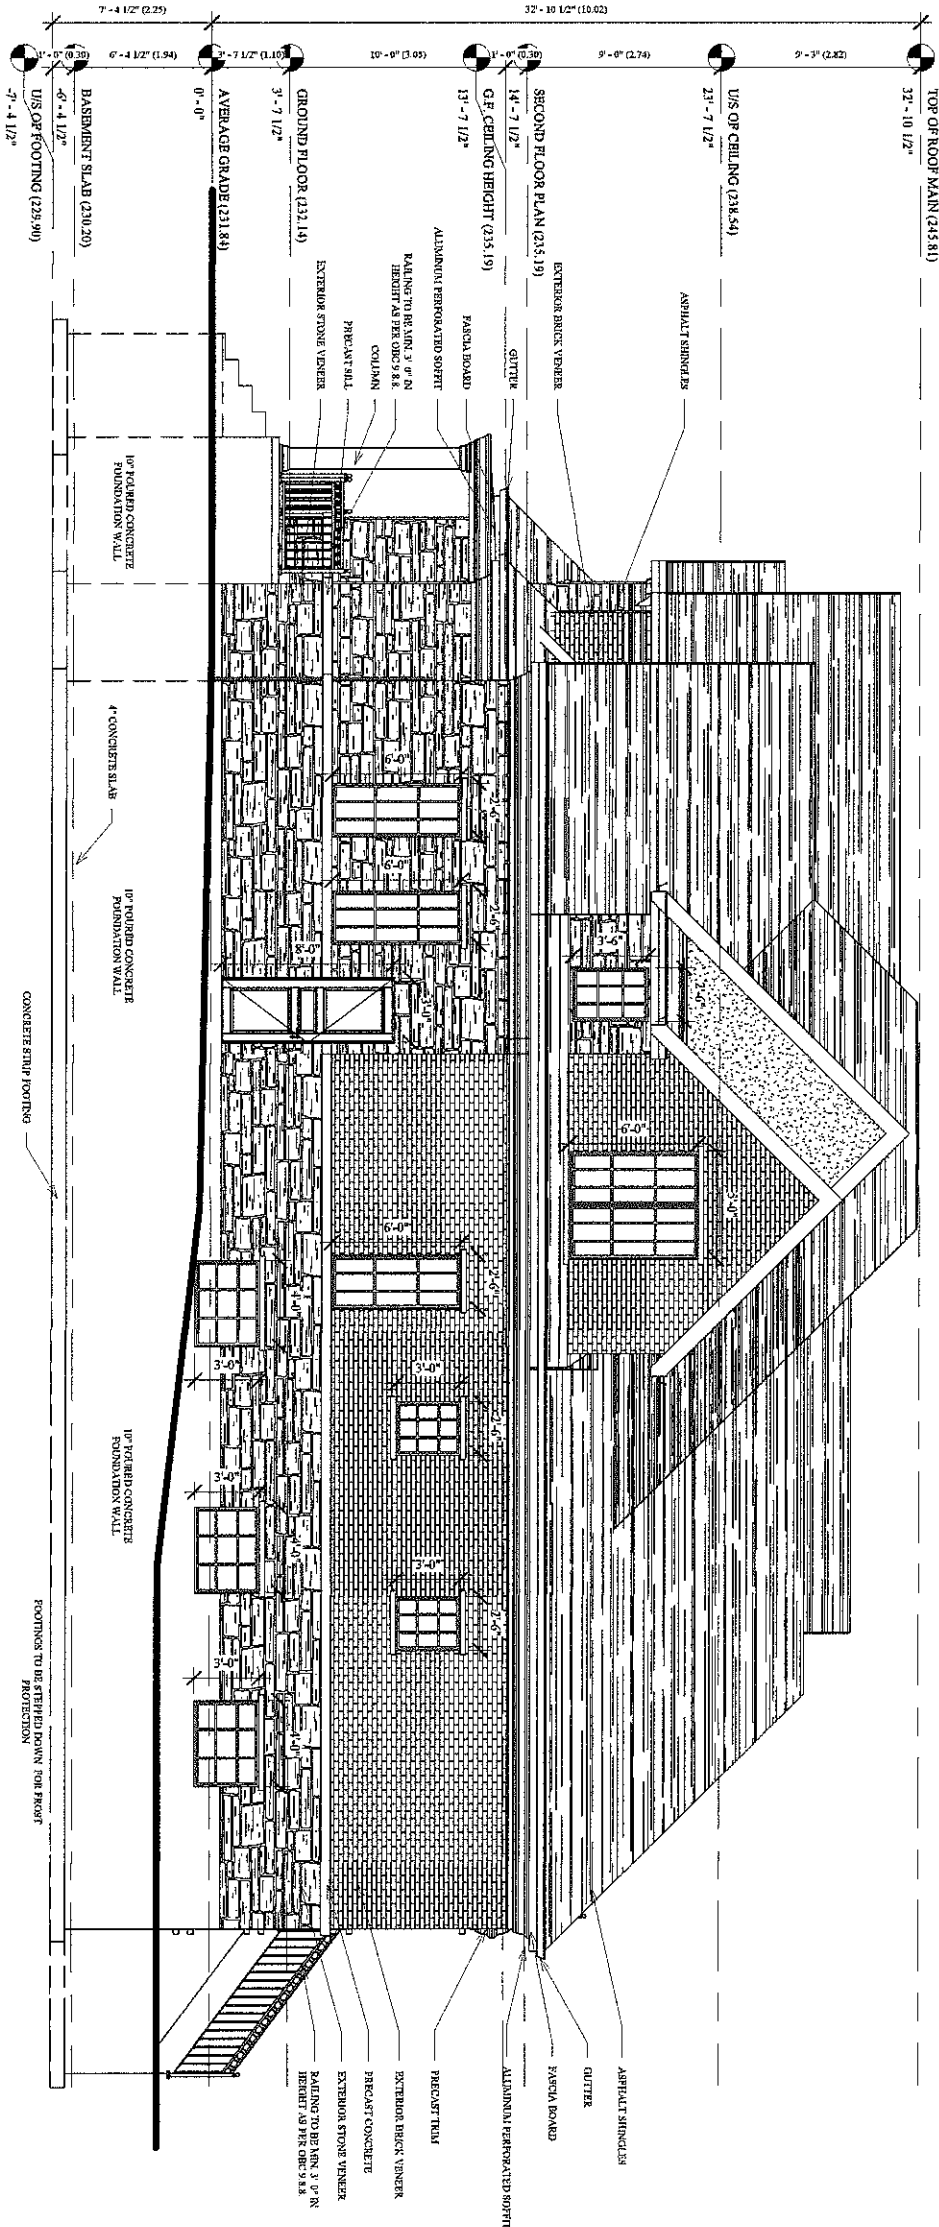 TOP OF ROOF MAIN (245.81)
32' - 10 1/2"
U/S OF CEILING (238.54)
23' - 7 1/2"
SECOND FLOOR PLAN (235.19)
14' - 7 1/2"
G.F. CEILING HEIGHT (235.19)
13' - 7 1/2"
GROUND FLOOR (232.14)
3' - 7 1/2"
AVERAGE GRADE (231.84)
0' - 0"
BASEMENT SLAB (230.20)
-6' - 4 1/2"
U/S OF FOOTING (229.90)
-7' - 4 1/2"
32' - 10 1/2" (10.02)
7' - 4 1/2" (2.25)
9' - 3" (2.82)
9' - 0" (2.74)
1' - 0" (0.30)
10' - 0" (3.05)
3' - 7 1/2" (1.10)
6' - 4 1/2" (1.94)
1' - 0" (0.30)
ASPHALT SHINGLES
EXTERIOR BRICK VENEER
GUTTER
FASCIA BOARD
ALUMINUM PERFORATED SOFFIT
RAILING TO BE MIN. 3' 0" IN
HEIGHT AS PER OBC 9.8.8.
COLUMN
PRECAST SILL
EXTERIOR STONE VENEER
10" POURED CONCRETE
FOUNDATION WALL
4" CONCRETE SLAB
10" POURED CONCRETE
FOUNDATION WALL
CONCRETE STRIP FOOTING
10" POURED CONCRETE
FOUNDATION WALL
FOOTINGS TO BE STEPPED DOWN FOR FROST
PROTECTION
6'-0"
2'-6"
6'-0"
2'-6"
8'-0"
3'-0"
3'-6"
2'-6"
6'-0"
3'-0"
6'-0"
2'-6"
3'-0"
2'-6"
3'-0"
2'-6"
4'-0"
3'-0"
4'-0"
3'-0"
4'-0"
3'-0"
ASPHALT SHINGLES
GUTTER
FASCIA BOARD
ALUMINUM PERFORATED SOFFIT
PRECAST TRIM
EXTERIOR BRICK VENEER
PRECAST CONCRETE
EXTERIOR STONE VENEER
RAILING TO BE MIN. 3' 0" IN
HEIGHT AS PER OBC 9.8.8.